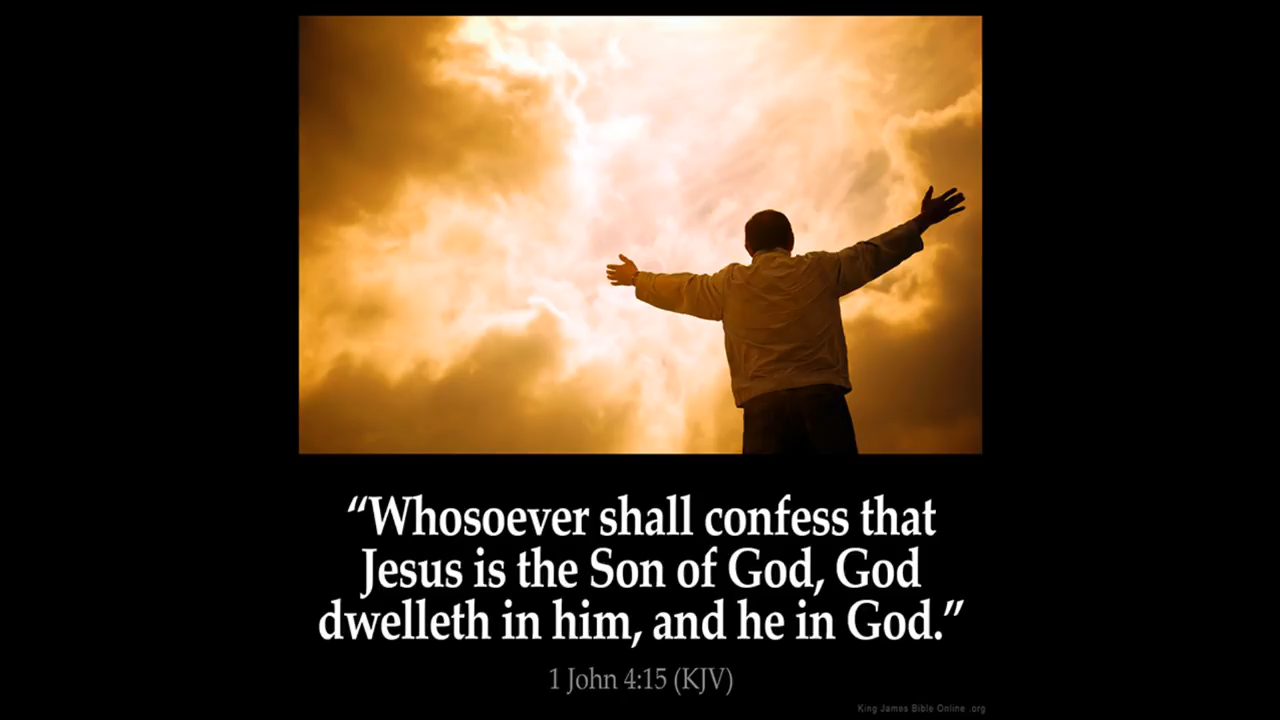 “Whosoever shall confess that
Jesus is the Son of God, God
dwelleth in him, and he in God.”
1 John 4:15 (KJV)
King James Bible Online .org